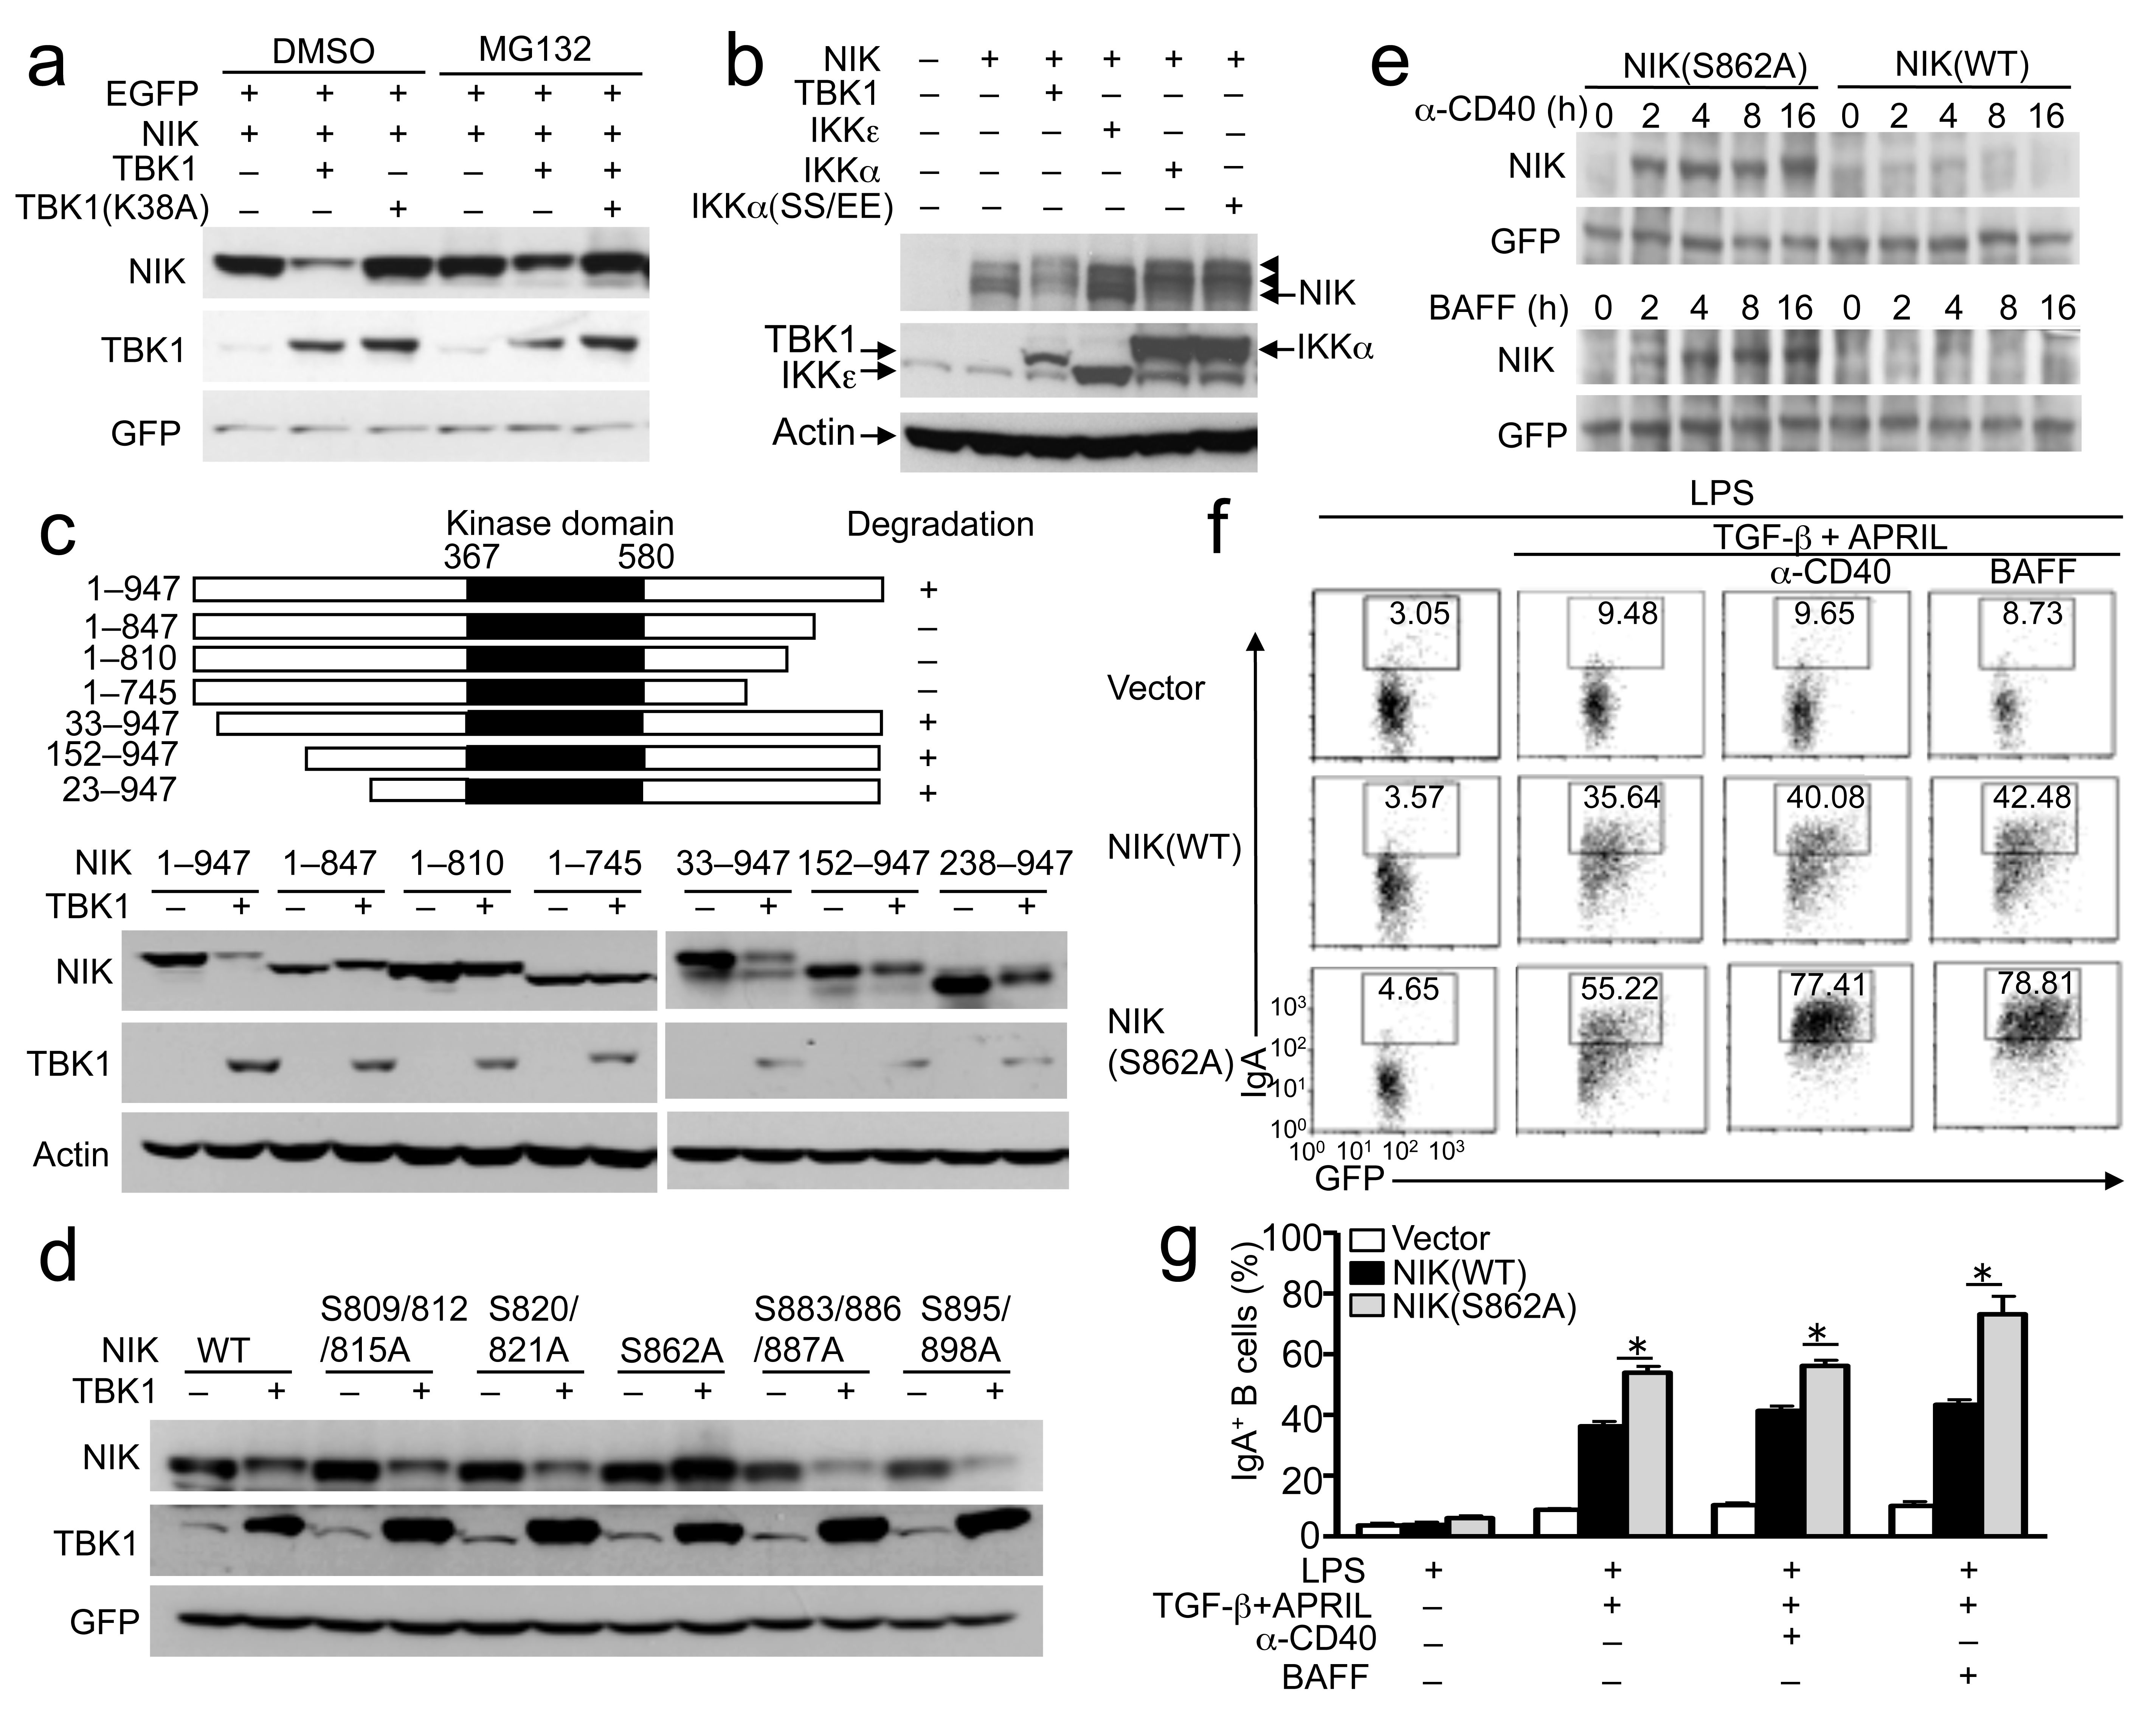 a
DMSO MG132
EGFP + + + + + +
NIK + + + + + +
TBK1 – + – – + +
TBK1(K38A) – – + – – +
NIK
TBK1
GFP
b
NIK – + + + + +
TBK1 – – + – – –
IKKε – – – + – –
IKKα – – – – + –
IKKα(SS/EE) – – – – – +
NIK
TBK1
IKKε
IKKα
Actin
c
Kinase domain Degradation
367 580
1–947 +
1–847 –
1–810 –
1–745 –
33–947 +
152–947 +
23–947 +
NIK 1–947 1–847 1–810 1–745 33–947 152–947 238–947
TBK1 – + – + – + – + – + – + – +
NIK
TBK1
Actin
d
S809/812 S820/ S883/886 S895/
NIK WT /815A 821A S862A /887A 898A
TBK1 – + – + – + – + – + – +
NIK
TBK1
GFP
e
NIK(S862A) NIK(WT)
α-CD40 (h) 0 2 4 8 16 0 2 4 8 16
NIK
GFP
BAFF (h) 0 2 4 8 16 0 2 4 8 16
NIK
GFP
f
LPS
TGF-β + APRIL
α-CD40 BAFF
Vector
3.05 9.48 9.65 8.73
NIK(WT)
3.57 35.64 40.08 42.48
NIK
(S862A)
4.65 55.22 77.41 78.81
IgA
10³
10²
10¹
10⁰
10⁰ 10¹ 10² 10³
GFP
g
IgA⁺ B cells (%)
100
80
60
40
20
0
Vector
NIK(WT)
NIK(S862A)
* * *
LPS + + + +
TGF-β+APRIL – + + +
α-CD40 – – + –
BAFF – – – +